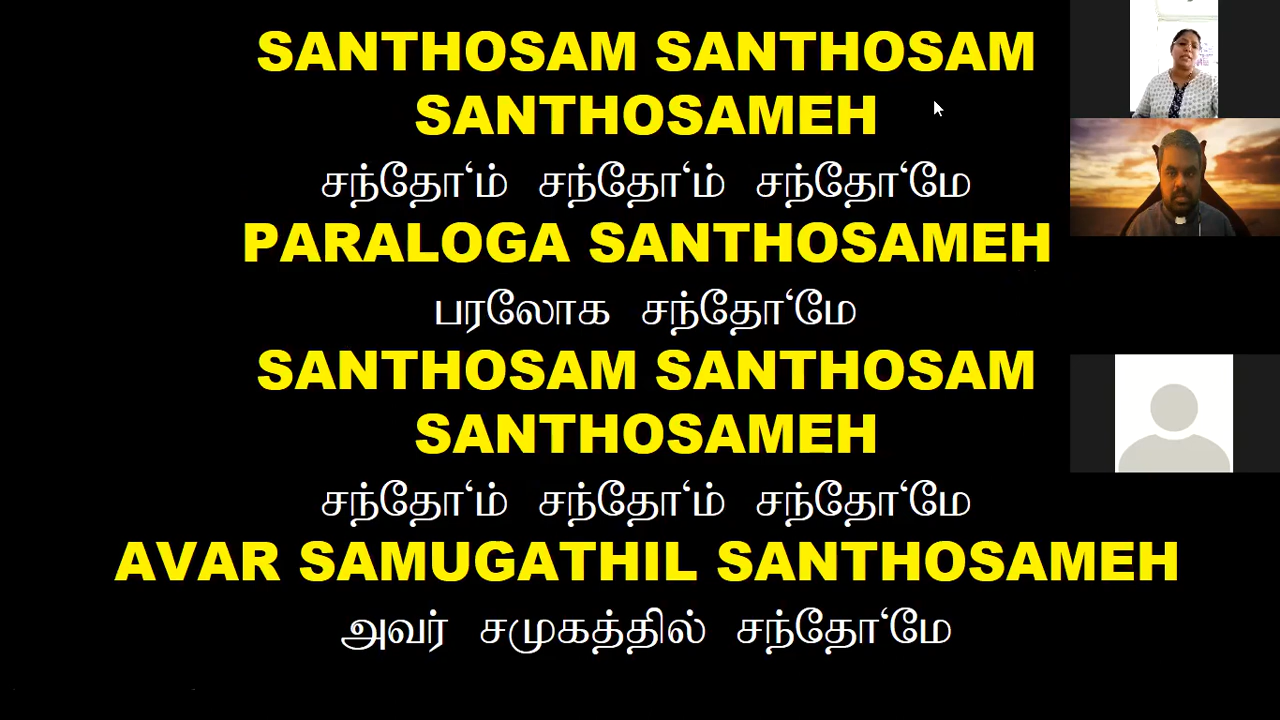 SANTHOSAM SANTHOSAM
SANTHOSAMEH
சந்தோ‘ம் சந்தோ‘ம் சந்தோ‘மே
PARALOGA SANTHOSAMEH
பரலோக சந்தோ‘மே
SANTHOSAM SANTHOSAM
SANTHOSAMEH
சந்தோ‘ம் சந்தோ‘ம் சந்தோ‘மே
AVAR SAMUGATHIL SANTHOSAMEH
அவர் சமுகத்தில் சந்தோ‘மே